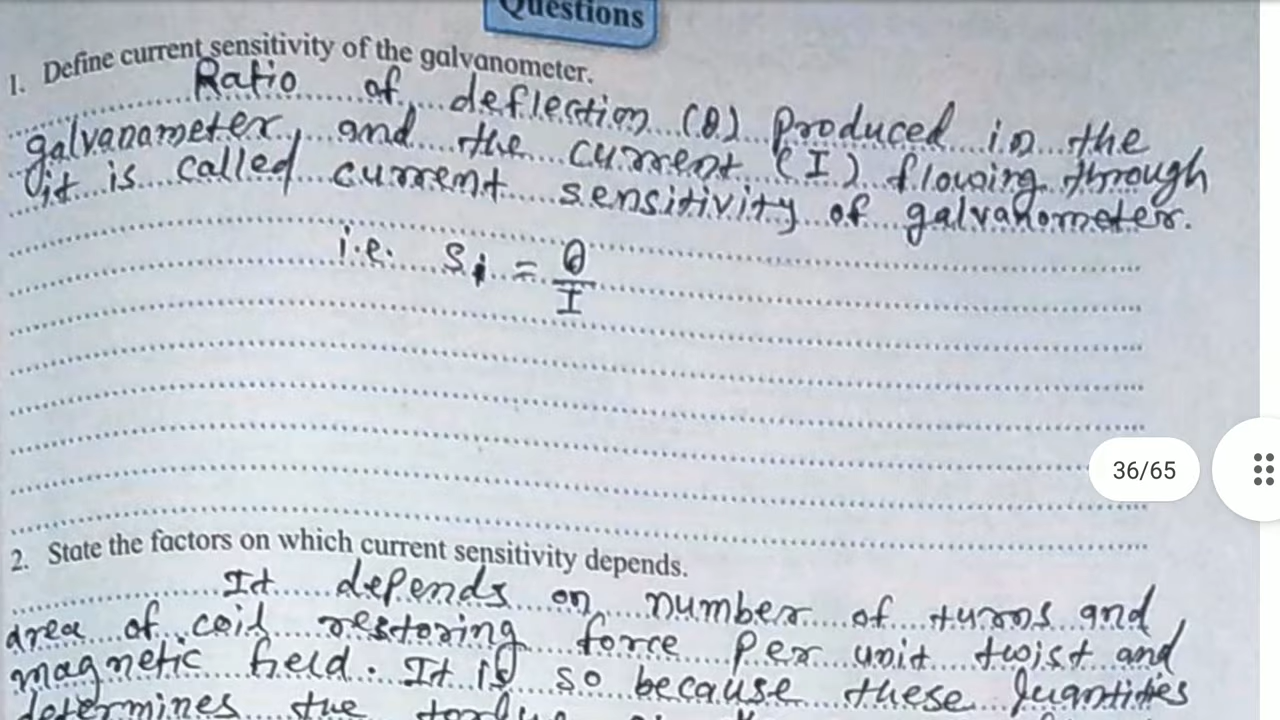 Questions
1. Define current sensitivity of the galvanometer.
Ratio of deflection (θ) produced in the
galvanameter, and the current (I) flowing through
it is called current sensitivity of galvanometer.
i.e. Si = θ/I
36/65
2. State the factors on which current sensitivity depends.
It depends on number of turns and
area of coil restoring force per unit twist and
magnetic field. It is so because these quantities
determines the